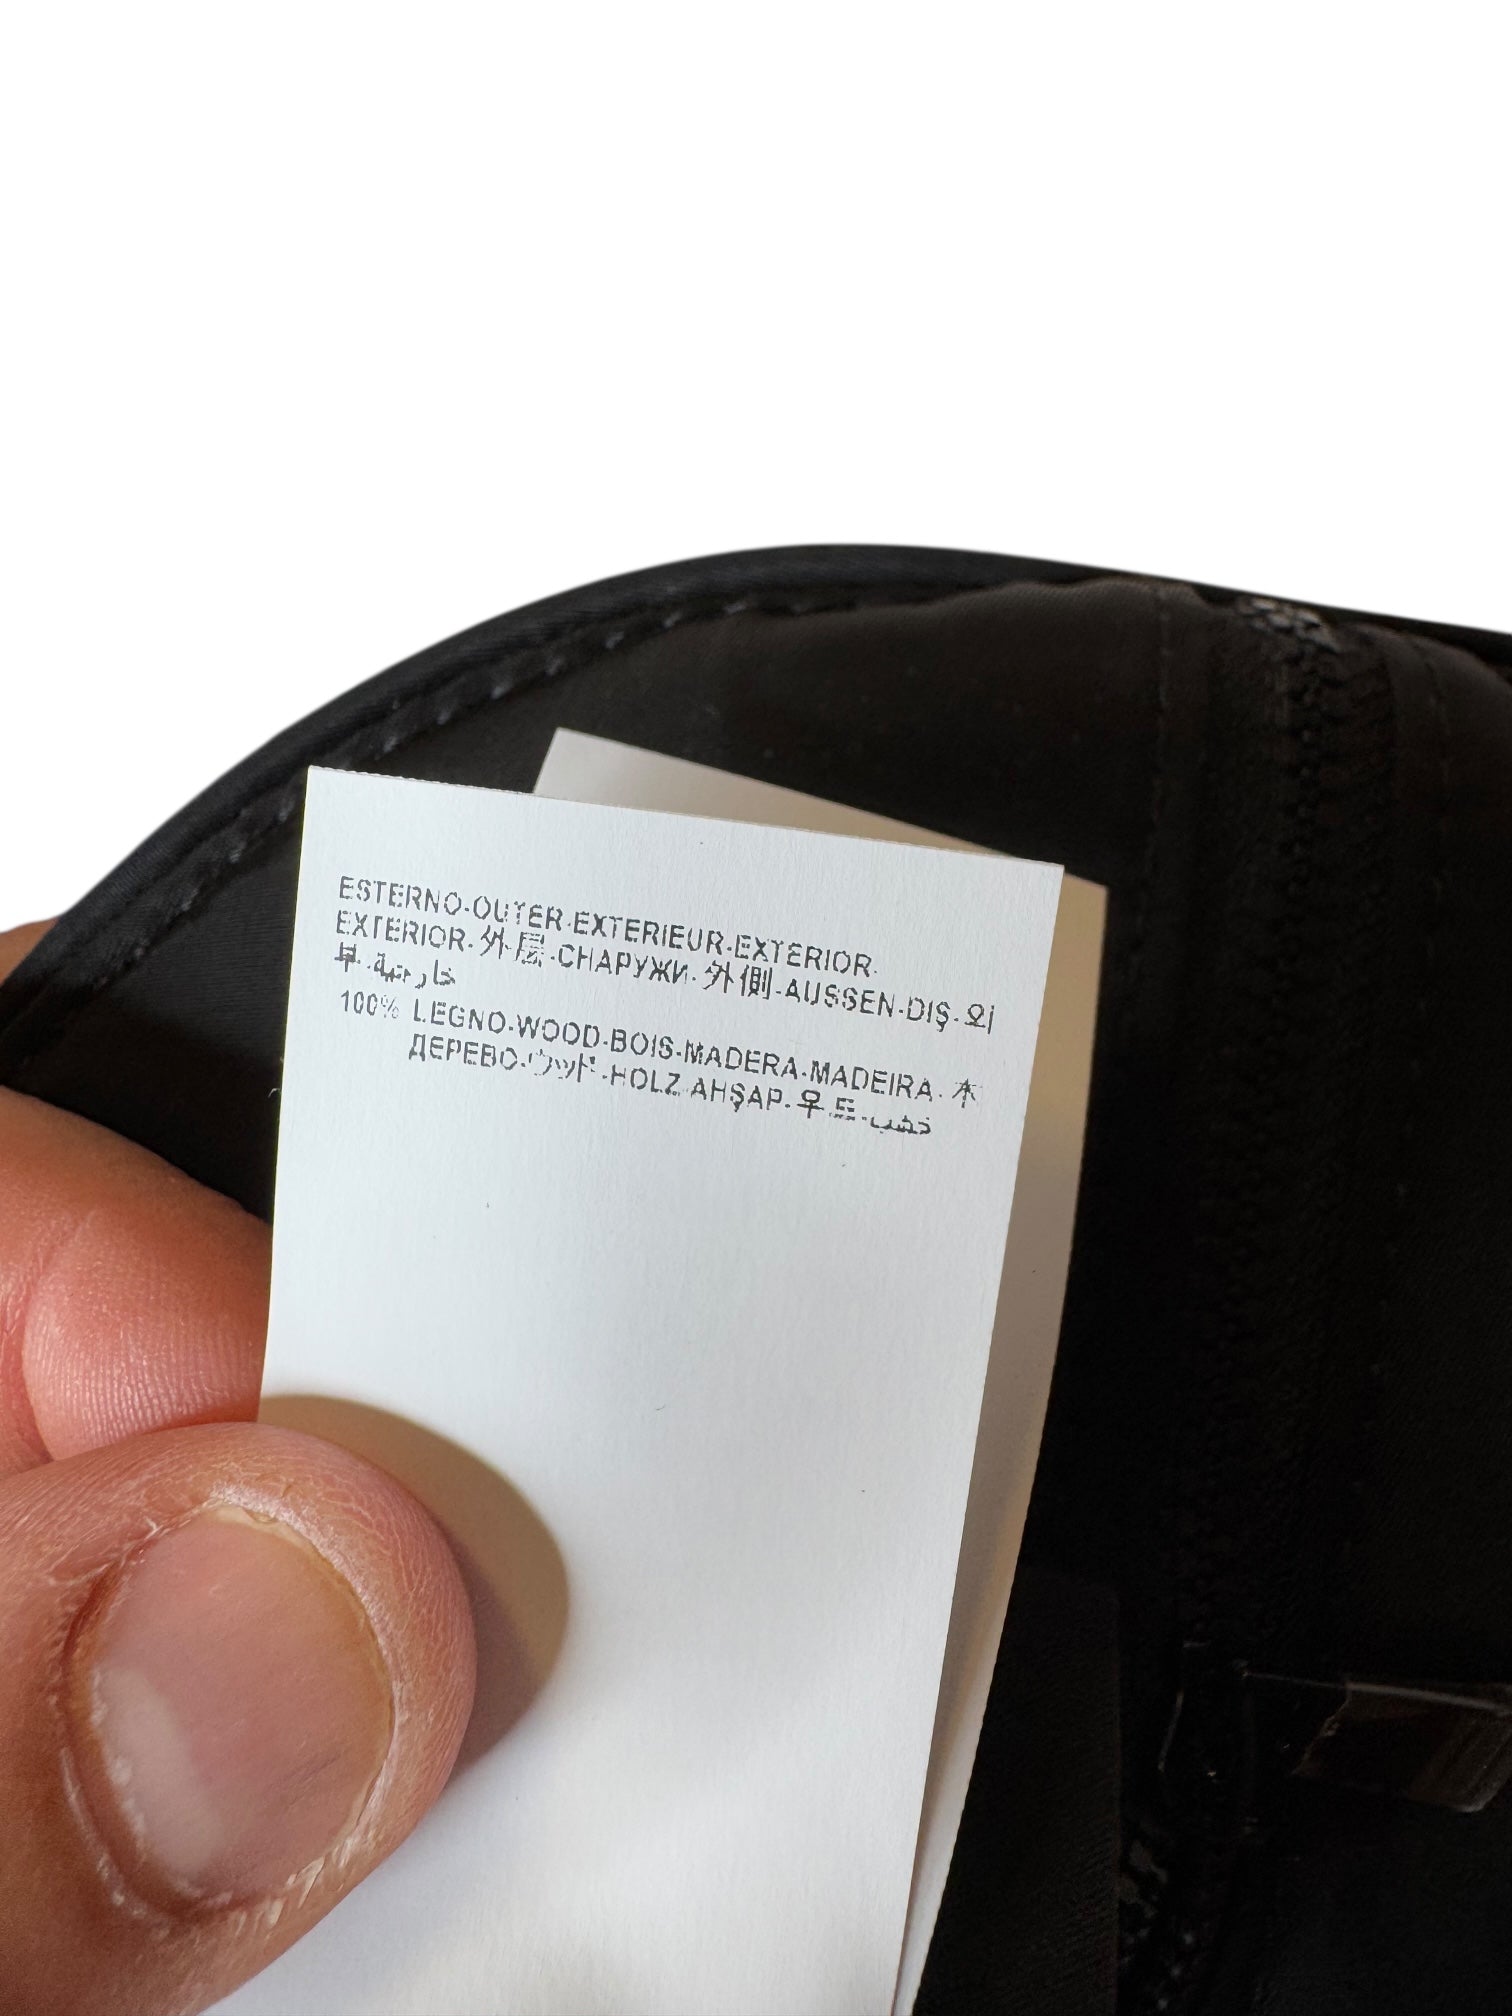 ESTERNO-OUTER-EXTERIEUR-EXTERIOR-
EXTERIOR-外层-СНАРУЖИ-外側-AUSSEN-DIŞ-외
부-خارجية
100% LEGNO-WOOD-BOIS-MADERA-MADEIRA-木
ДЕРЕВО-ウッド-HOLZ-AHŞAP-우드-خشب